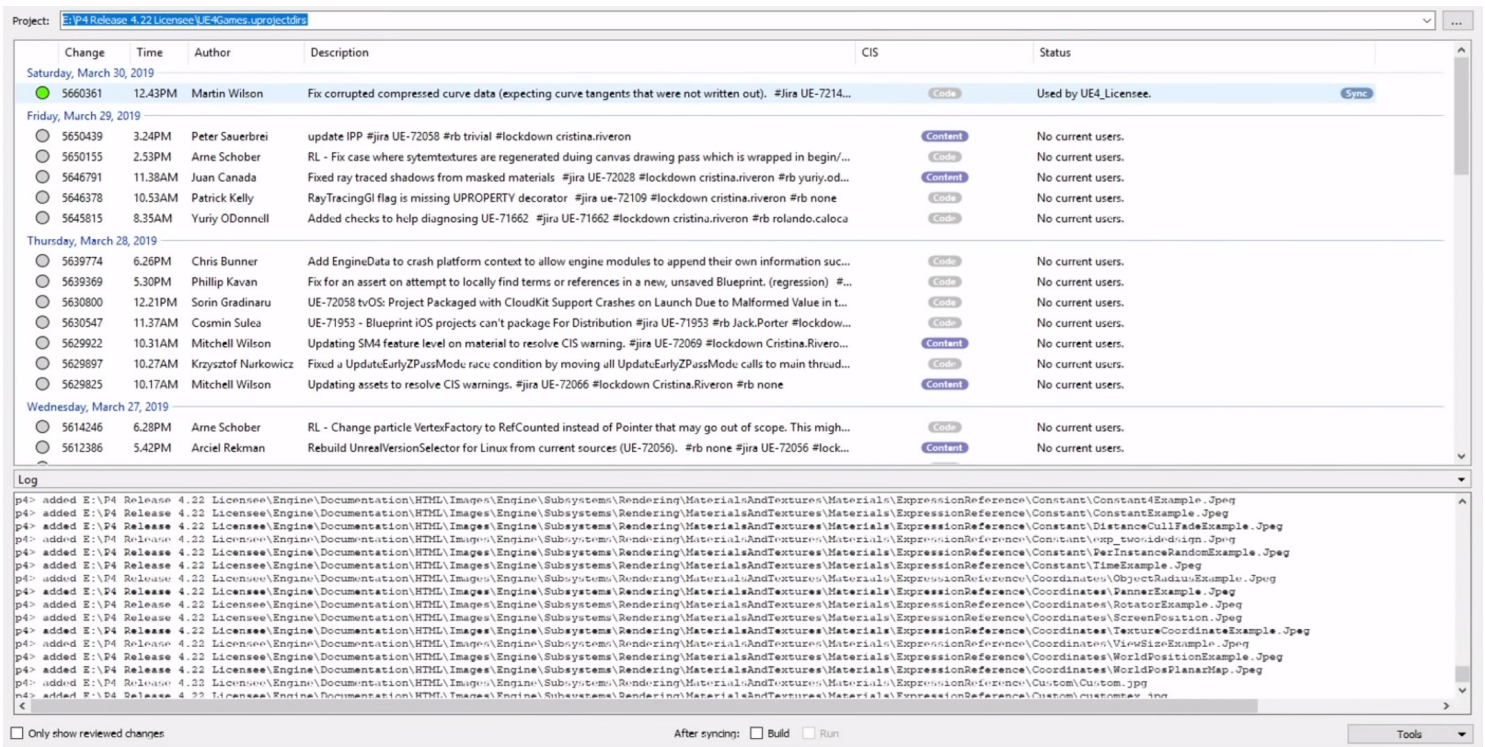 Project: E:\P4 Release 4.22 Licensee\UE4Games.uprojectdirs ...
Change Time Author Description CIS Status
Saturday, March 30, 2019
5660361 12.43PM Martin Wilson Fix corrupted compressed curve data (expecting curve tangents that were not written out). #Jira UE-7214... Code Used by UE4_Licensee. Sync
Friday, March 29, 2019
5650439 3.24PM Peter Sauerbrei update IPP #jira UE-72058 #rb trivial #lockdown cristina.riveron Content No current users.
5650155 2.53PM Arne Schober RL - Fix case where sytemtextures are regenerated duing canvas drawing pass which is wrapped in begin/... Code No current users.
5646791 11.38AM Juan Canada Fixed ray traced shadows from masked materials #jira UE-72028 #lockdown cristina.riveron #rb yuriy.od... Content No current users.
5646378 10.53AM Patrick Kelly RayTracingGI flag is missing UPROPERTY decorator #jira ue-72109 #lockdown cristina.riveron #rb none Code No current users.
5645815 8.35AM Yuriy ODonnell Added checks to help diagnosing UE-71662 #jira UE-71662 #lockdown cristina.riveron #rb rolando.caloca Code No current users.
Thursday, March 28, 2019
5639774 6.26PM Chris Bunner Add EngineData to crash platform context to allow engine modules to append their own information suc... Code No current users.
5639369 5.30PM Phillip Kavan Fix for an assert on attempt to locally find terms or references in a new, unsaved Blueprint. (regression) #... Code No current users.
5630800 12.21PM Sorin Gradinaru UE-72058 tvOS: Project Packaged with CloudKit Support Crashes on Launch Due to Malformed Value in t... Code No current users.
5630547 11.37AM Cosmin Sulea UE-71953 - Blueprint iOS projects can't package For Distribution #jira UE-71953 #rb Jack.Porter #lockdow... Code No current users.
5629922 10.31AM Mitchell Wilson Updating SM4 feature level on material to resolve CIS warning. #jira UE-72069 #lockdown Cristina.Rivero... Content No current users.
5629897 10.27AM Krzysztof Narkowicz Fixed a UpdateEarlyZPassMode race condition by moving all UpdateEarlyZPassMode calls to main thread... Code No current users.
5629825 10.17AM Mitchell Wilson Updating assets to resolve CIS warnings. #jira UE-72066 #lockdown Cristina.Riveron #rb none Content No current users.
Wednesday, March 27, 2019
5614246 6.28PM Arne Schober RL - Change particle VertexFactory to RefCounted instead of Pointer that may go out of scope. This migh... Code No current users.
5612386 5.42PM Arciel Rekman Rebuild UnrealVersionSelector for Linux from current sources (UE-72056). #rb none #jira UE-72056 #lock... Content No current users.
Log
p4> added E:\P4 Release 4.22 Licensee\Engine\Documentation\HTML\Images\Engine\Subsystems\Rendering\MaterialsAndTextures\Materials\ExpressionReference\Constant\Constant4Example.Jpeg
p4> added E:\P4 Release 4.22 Licensee\Engine\Documentation\HTML\Images\Engine\Subsystems\Rendering\MaterialsAndTextures\Materials\ExpressionReference\Constant\ConstantExample.Jpeg
p4> added E:\P4 Release 4.22 Licensee\Engine\Documentation\HTML\Images\Engine\Subsystems\Rendering\MaterialsAndTextures\Materials\ExpressionReference\Constant\DistanceCullFadeExample.Jpeg
p4> added E:\P4 Release 4.22 Licensee\Engine\Documentation\HTML\Images\Engine\Subsystems\Rendering\MaterialsAndTextures\Materials\ExpressionReference\Constant\exp_twosidedsign.Jpeg
p4> added E:\P4 Release 4.22 Licensee\Engine\Documentation\HTML\Images\Engine\Subsystems\Rendering\MaterialsAndTextures\Materials\ExpressionReference\Constant\PerInstanceRandomExample.Jpeg
p4> added E:\P4 Release 4.22 Licensee\Engine\Documentation\HTML\Images\Engine\Subsystems\Rendering\MaterialsAndTextures\Materials\ExpressionReference\Constant\TimeExample.Jpeg
p4> added E:\P4 Release 4.22 Licensee\Engine\Documentation\HTML\Images\Engine\Subsystems\Rendering\MaterialsAndTextures\Materials\ExpressionReference\Coordinates\ObjectRadiusExample.Jpeg
p4> added E:\P4 Release 4.22 Licensee\Engine\Documentation\HTML\Images\Engine\Subsystems\Rendering\MaterialsAndTextures\Materials\ExpressionReference\Coordinates\PannerExample.Jpeg
p4> added E:\P4 Release 4.22 Licensee\Engine\Documentation\HTML\Images\Engine\Subsystems\Rendering\MaterialsAndTextures\Materials\ExpressionReference\Coordinates\RotatorExample.Jpeg
p4> added E:\P4 Release 4.22 Licensee\Engine\Documentation\HTML\Images\Engine\Subsystems\Rendering\MaterialsAndTextures\Materials\ExpressionReference\Coordinates\ScreenPosition.Jpeg
p4> added E:\P4 Release 4.22 Licensee\Engine\Documentation\HTML\Images\Engine\Subsystems\Rendering\MaterialsAndTextures\Materials\ExpressionReference\Coordinates\TextureCoordinateExample.Jpeg
p4> added E:\P4 Release 4.22 Licensee\Engine\Documentation\HTML\Images\Engine\Subsystems\Rendering\MaterialsAndTextures\Materials\ExpressionReference\Coordinates\ViewSizeExample.Jpeg
p4> added E:\P4 Release 4.22 Licensee\Engine\Documentation\HTML\Images\Engine\Subsystems\Rendering\MaterialsAndTextures\Materials\ExpressionReference\Coordinates\WorldPositionExample.Jpeg
p4> added E:\P4 Release 4.22 Licensee\Engine\Documentation\HTML\Images\Engine\Subsystems\Rendering\MaterialsAndTextures\Materials\ExpressionReference\Coordinates\WorldPosPlanarMap.Jpeg
p4> added E:\P4 Release 4.22 Licensee\Engine\Documentation\HTML\Images\Engine\Subsystems\Rendering\MaterialsAndTextures\Materials\ExpressionReference\Custom\Custom.jpg
p4> added E:\P4 Release 4.22 Licensee\Engine\Documentation\HTML\Images\Engine\Subsystems\Rendering\MaterialsAndTextures\Materials\ExpressionReference\Custom\customtex.jpg
Only show reviewed changes After syncing: Build Run Tools